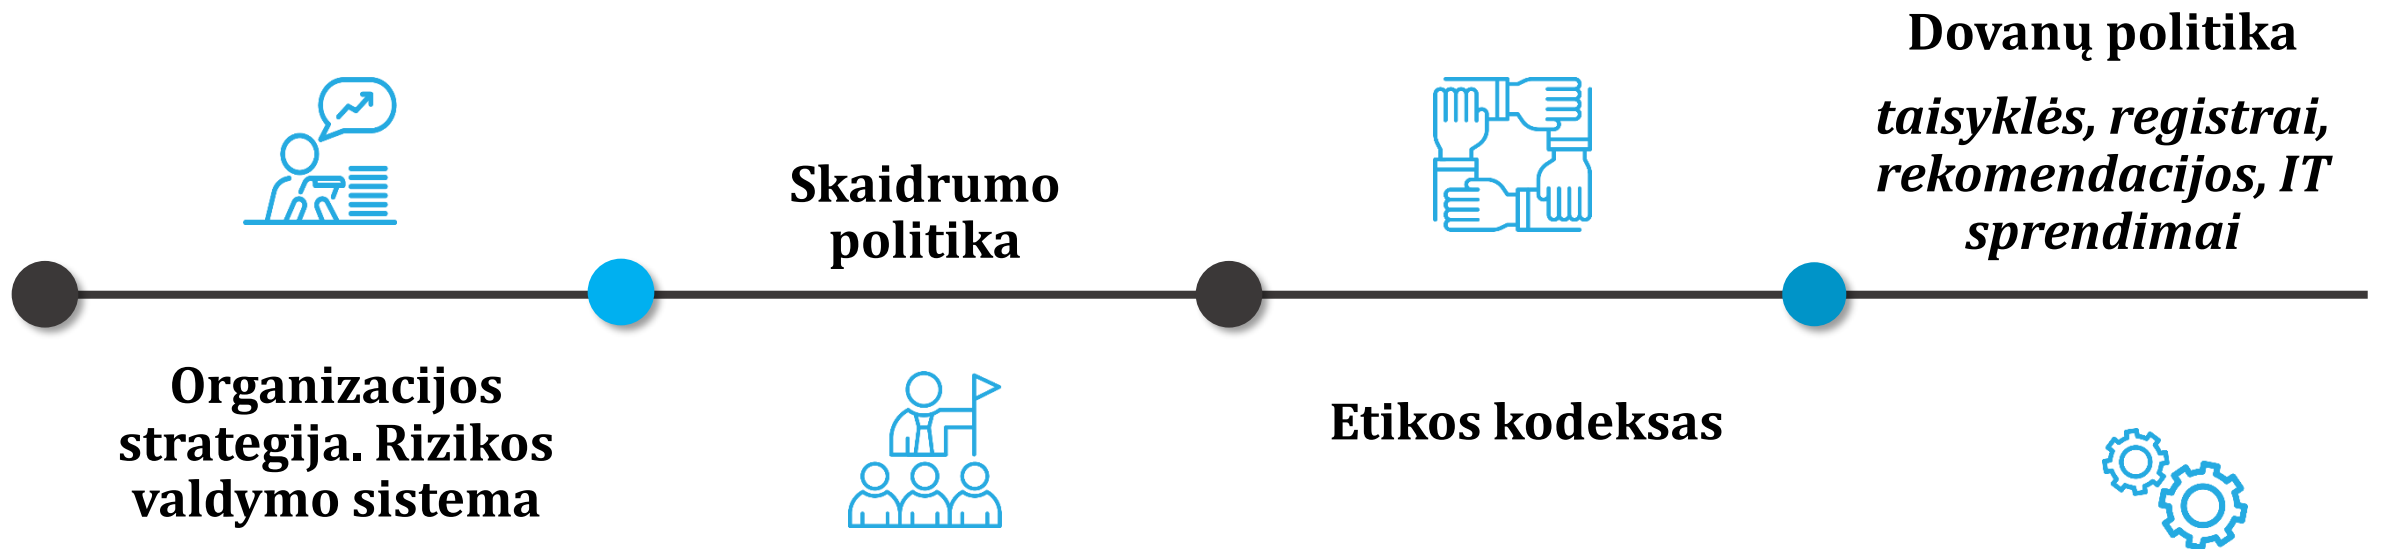 Organizacijos
strategija. Rizikos
valdymo sistema
Skaidrumo
politika
Etikos kodeksas
Dovanų politika
taisyklės, registrai,
rekomendacijos, IT
sprendimai